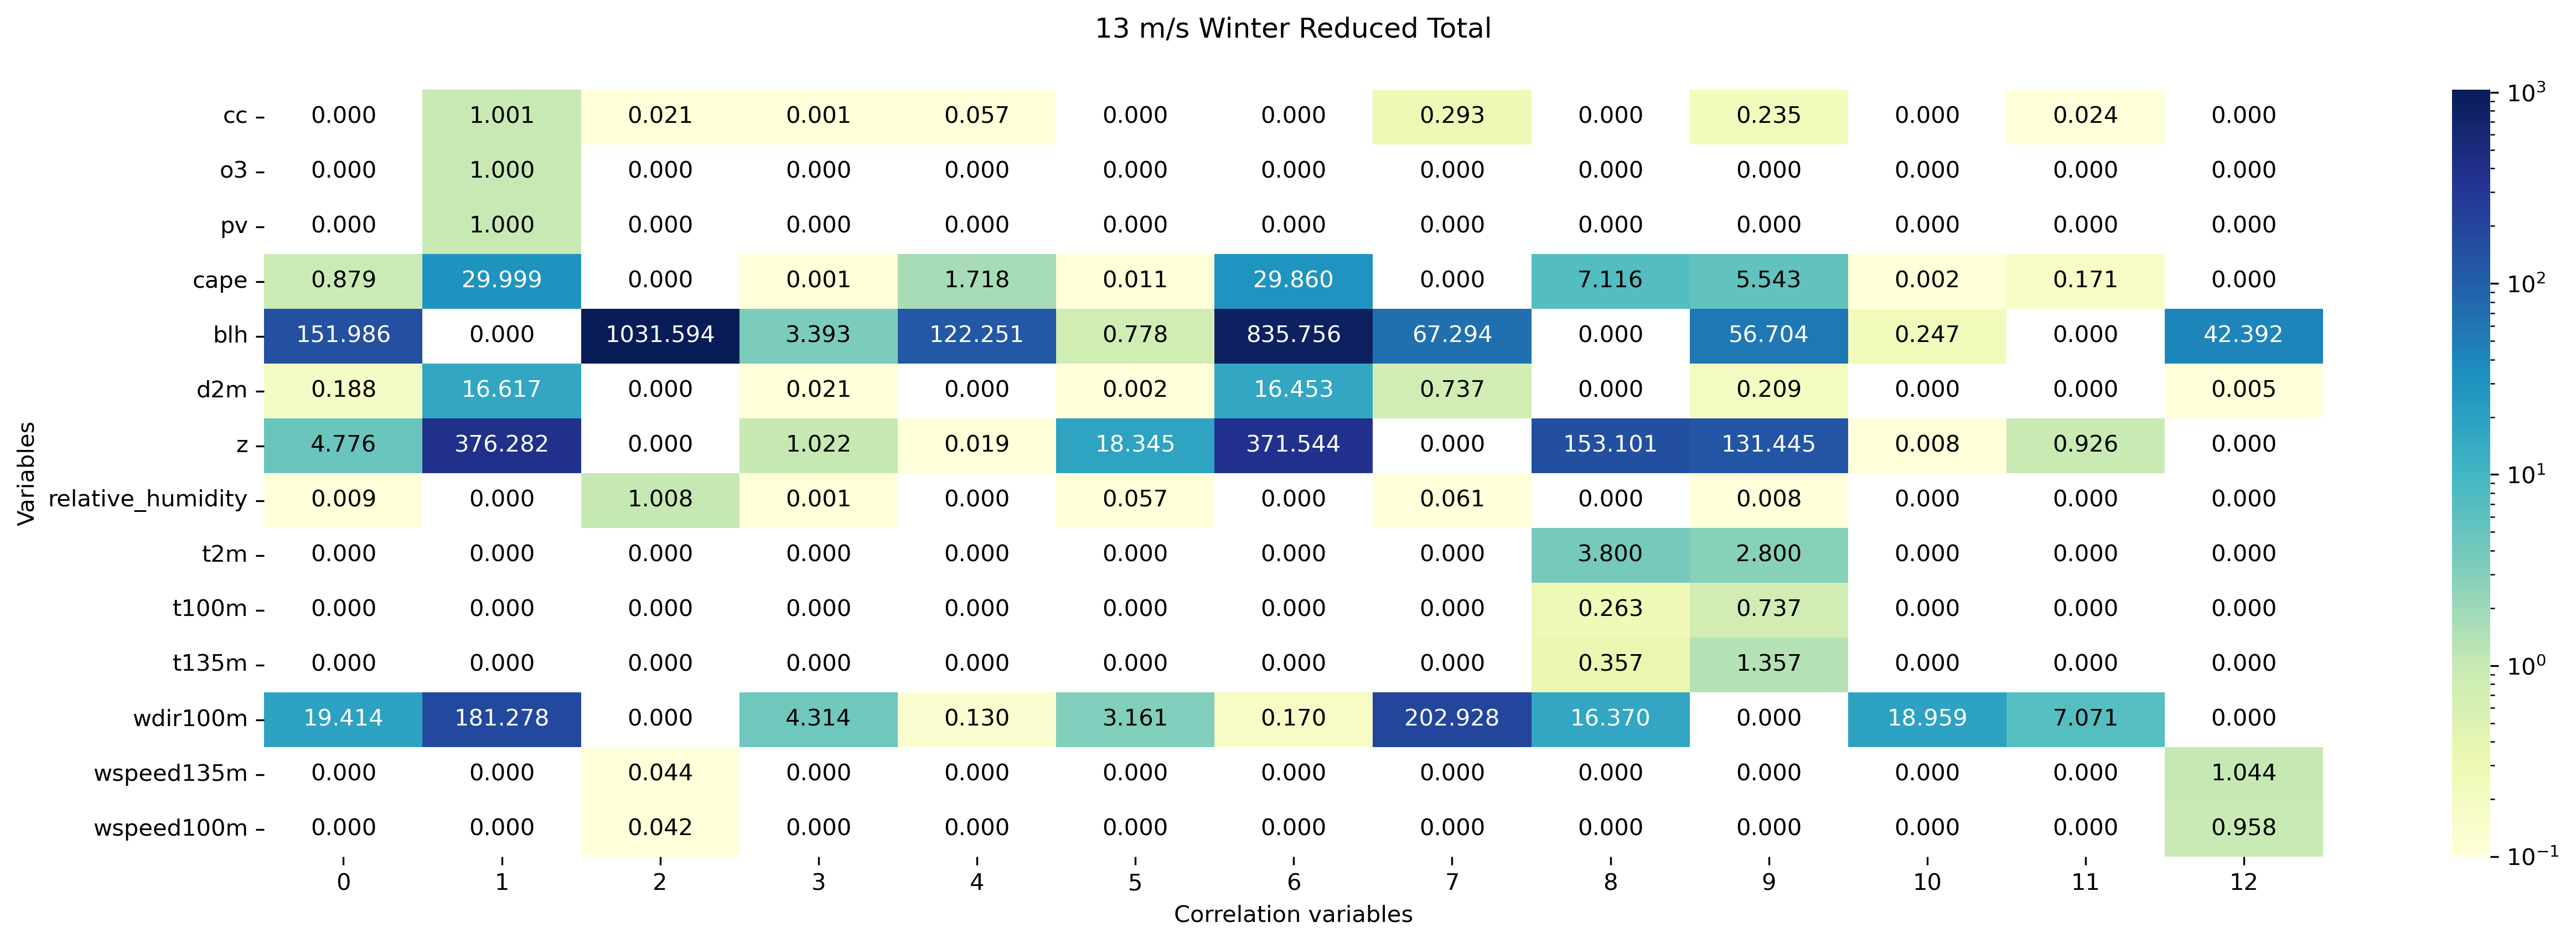 13 m/s Winter Reduced Total
cc 0.000 1.001 0.021 0.001 0.057 0.000 0.000 0.293 0.000 0.235 0.000 0.024 0.000
o3 0.000 1.000 0.000 0.000 0.000 0.000 0.000 0.000 0.000 0.000 0.000 0.000 0.000
pv 0.000 1.000 0.000 0.000 0.000 0.000 0.000 0.000 0.000 0.000 0.000 0.000 0.000
cape 0.879 29.999 0.000 0.001 1.718 0.011 29.860 0.000 7.116 5.543 0.002 0.171 0.000
blh 151.986 0.000 1031.594 3.393 122.251 0.778 835.756 67.294 0.000 56.704 0.247 0.000 42.392
d2m 0.188 16.617 0.000 0.021 0.000 0.002 16.453 0.737 0.000 0.209 0.000 0.000 0.005
z 4.776 376.282 0.000 1.022 0.019 18.345 371.544 0.000 153.101 131.445 0.008 0.926 0.000
relative_humidity 0.009 0.000 1.008 0.001 0.000 0.057 0.000 0.061 0.000 0.008 0.000 0.000 0.000
t2m 0.000 0.000 0.000 0.000 0.000 0.000 0.000 0.000 3.800 2.800 0.000 0.000 0.000
t100m 0.000 0.000 0.000 0.000 0.000 0.000 0.000 0.000 0.263 0.737 0.000 0.000 0.000
t135m 0.000 0.000 0.000 0.000 0.000 0.000 0.000 0.000 0.357 1.357 0.000 0.000 0.000
wdir100m 19.414 181.278 0.000 4.314 0.130 3.161 0.170 202.928 16.370 0.000 18.959 7.071 0.000
wspeed135m 0.000 0.000 0.044 0.000 0.000 0.000 0.000 0.000 0.000 0.000 0.000 0.000 1.044
wspeed100m 0.000 0.000 0.042 0.000 0.000 0.000 0.000 0.000 0.000 0.000 0.000 0.000 0.958
0 1 2 3 4 5 6 7 8 9 10 11 12
Correlation variables
Variables
10³
10²
10¹
10⁰
10⁻¹